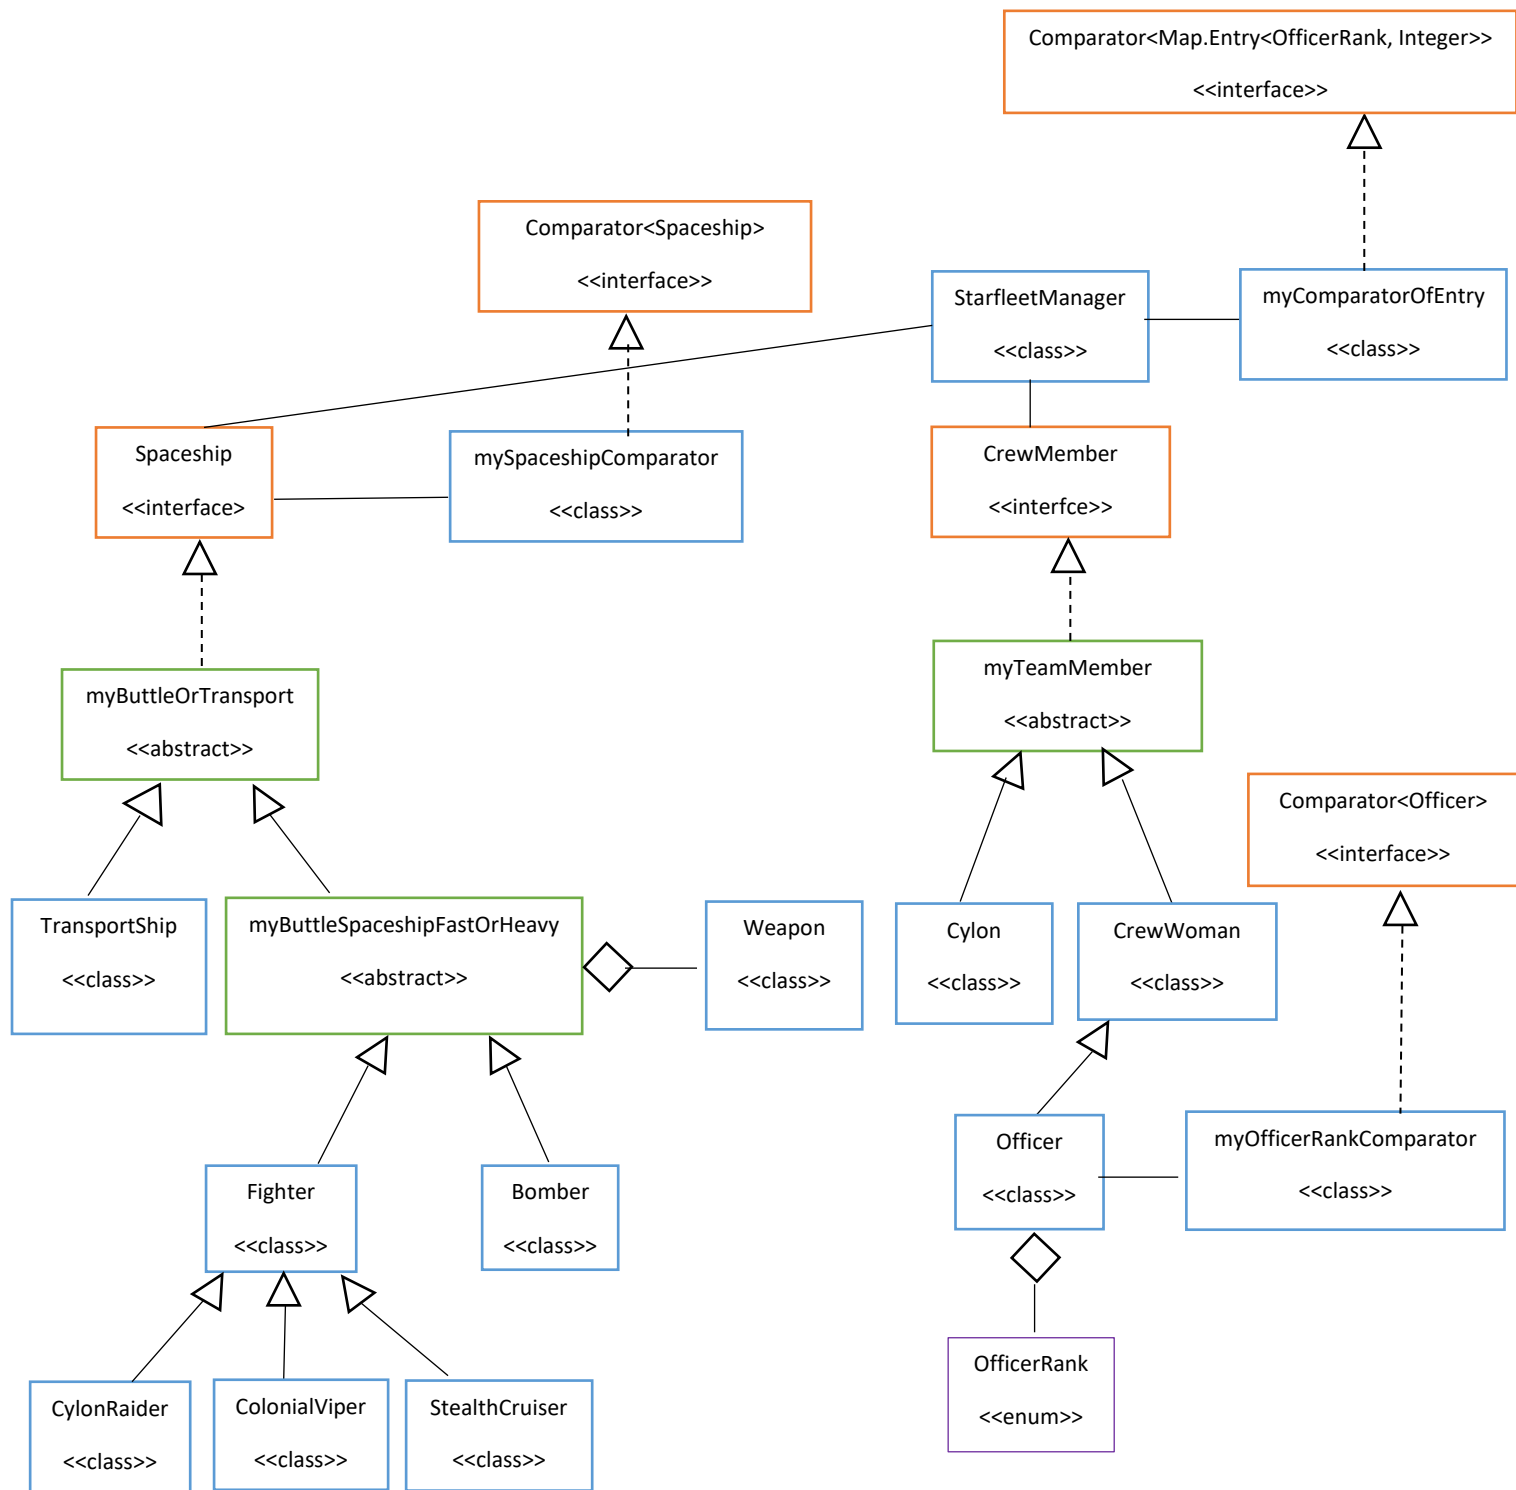 Comparator<Map.Entry<OfficerRank, Integer>>
<<interface>>
Comparator<Spaceship>
<<interface>>
StarfleetManager
<<class>>
myComparatorOfEntry
<<class>>
Spaceship
<<interface>
mySpaceshipComparator
<<class>>
CrewMember
<<interfce>>
myButtleOrTransport
<<abstract>>
myTeamMember
<<abstract>>
Comparator<Officer>
<<interface>>
TransportShip
<<class>>
myButtleSpaceshipFastOrHeavy
<<abstract>>
Weapon
<<class>>
Cylon
<<class>>
CrewWoman
<<class>>
Officer
<<class>>
myOfficerRankComparator
<<class>>
Fighter
<<class>>
Bomber
<<class>>
OfficerRank
<<enum>>
CylonRaider
<<class>>
ColonialViper
<<class>>
StealthCruiser
<<class>>